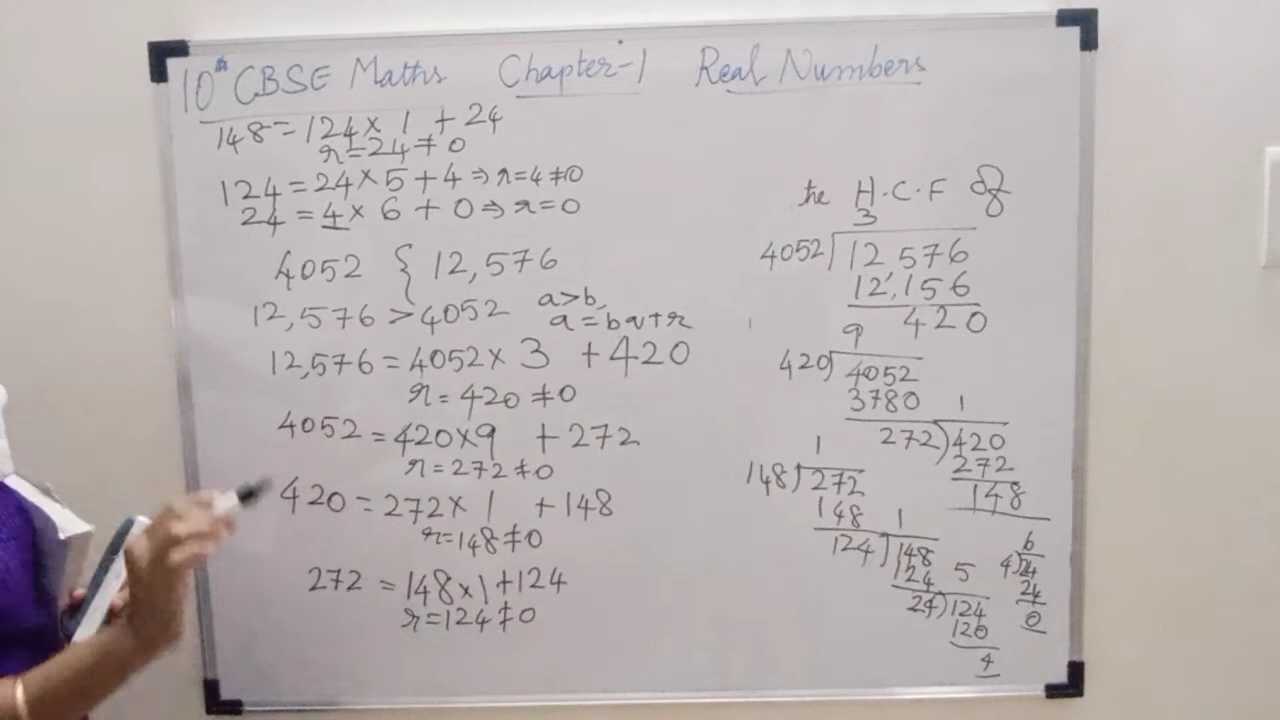 10th CBSE Maths Chapter-1 Real Numbers
148 = 124 × 1 + 24
r = 24 ≠ 0
124 = 24 × 5 + 4 ⇒ r = 4 ≠ 0
24 = 4 × 6 + 0 ⇒ r = 0
4052 { 12,576
12,576 > 4052 a > b,
a = bq + r
12,576 = 4052 × 3 + 420
r = 420 ≠ 0
4052 = 420 × 9 + 272
r = 272 ≠ 0
420 = 272 × 1 + 148
r = 148 ≠ 0
272 = 148 × 1 + 124
r = 124 ≠ 0
the H.C.F of
3
4052) 12 576
12,156
420
9
420) 4052
3780
1
272) 420
272
148
1
148) 272
148
1
124) 148
124
5
24) 124
120
4
6
4) 24
24
0